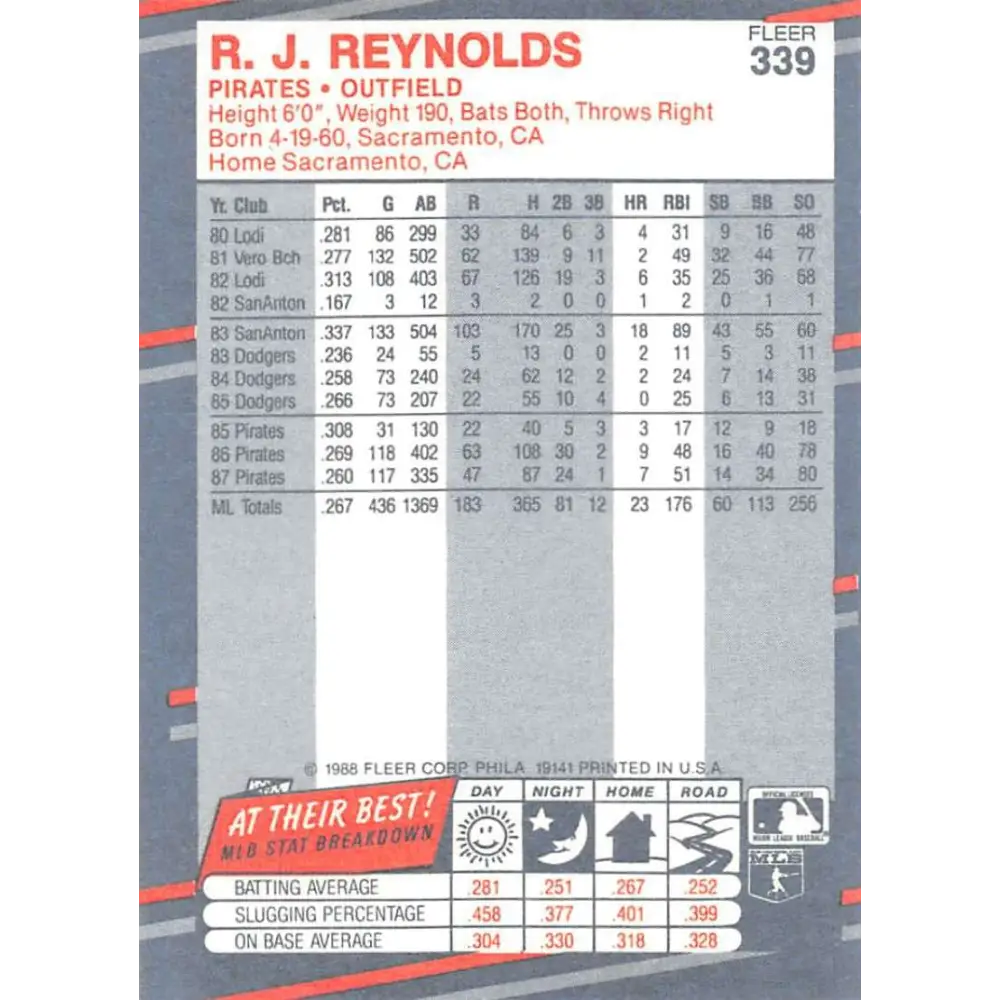 R. J. REYNOLDS
FLEER
339
PIRATES • OUTFIELD
Height 6'0", Weight 190, Bats Both, Throws Right
Born 4-19-60, Sacramento, CA
Home Sacramento, CA
Yr. Club Pct. G AB R H 2B 3B HR RBI SB BB SO
80 Lodi .281 86 299 33 84 6 3 4 31 9 16 48
81 Vero Bch .277 132 502 62 139 9 11 2 49 32 44 77
82 Lodi .313 108 403 67 126 19 3 6 35 25 36 68
82 SanAnton .167 3 12 3 2 0 0 1 2 0 1 1
83 SanAnton .337 133 504 103 170 25 3 18 89 43 55 60
83 Dodgers .236 24 55 5 13 0 0 2 11 5 3 11
84 Dodgers .258 73 240 24 62 12 2 2 24 7 14 38
85 Dodgers .266 73 207 22 55 10 4 0 25 6 13 31
85 Pirates .308 31 130 22 40 5 3 3 17 12 9 18
86 Pirates .269 118 402 63 108 30 2 9 48 16 40 78
87 Pirates .260 117 335 47 87 24 1 7 51 14 34 80
ML Totals .267 436 1369 183 365 81 12 23 176 60 113 256
© 1988 FLEER CORP. PHILA. 19141 PRINTED IN U.S.A.
AT THEIR BEST!
MLB STAT BREAKDOWN
DAY NIGHT HOME ROAD
OFFICIAL LICENSEE
MAJOR LEAGUE BASEBALL
MLB
BATTING AVERAGE .281 .251 .267 .252
SLUGGING PERCENTAGE .458 .377 .401 .399
ON BASE AVERAGE .304 .330 .318 .328